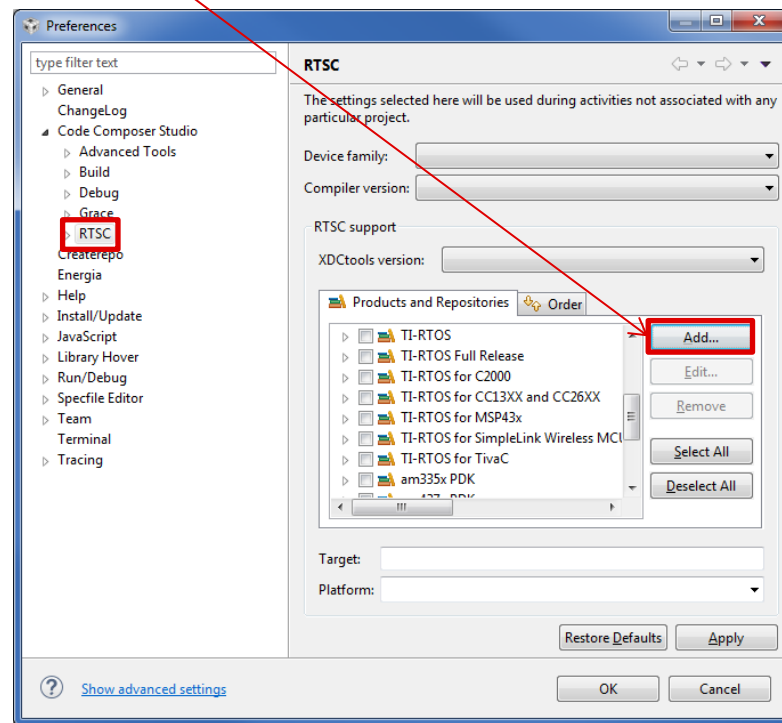 Preferences
type filter text
General
ChangeLog
Code Composer Studio
Advanced Tools
Build
Debug
Grace
RTSC
Createrepo
Energia
Help
Install/Update
JavaScript
Library Hover
Run/Debug
Specfile Editor
Team
Terminal
Tracing
RTSC
The settings selected here will be used during activities not associated with any
particular project.
Device family:
Compiler version:
RTSC support
XDCtools version:
Products and Repositories
Order
TI-RTOS
TI-RTOS Full Release
TI-RTOS for C2000
TI-RTOS for CC13XX and CC26XX
TI-RTOS for MSP43x
TI-RTOS for SimpleLink Wireless MCU
TI-RTOS for TivaC
am335x PDK
am437x PDK
Add...
Edit...
Remove
Select All
Deselect All
Target:
Platform:
Restore Defaults
Apply
Show advanced settings
OK
Cancel